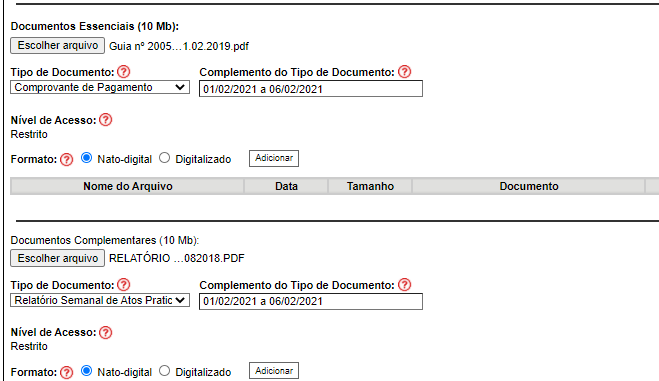 Documentos Essenciais (10 Mb):
Escolher arquivo Guia nº 2005...1.02.2019.pdf
Tipo de Documento: ? Complemento do Tipo de Documento: ?
Comprovante de Pagamento 01/02/2021 a 06/02/2021
Nível de Acesso: ?
Restrito
Formato: ? Nato-digital Digitalizado Adicionar
Nome do Arquivo Data Tamanho Documento
Documentos Complementares (10 Mb):
Escolher arquivo RELATÓRIO ...082018.PDF
Tipo de Documento: ? Complemento do Tipo de Documento: ?
Relatório Semanal de Atos Pratic 01/02/2021 a 06/02/2021
Nível de Acesso: ?
Restrito
Formato: ? Nato-digital Digitalizado Adicionar